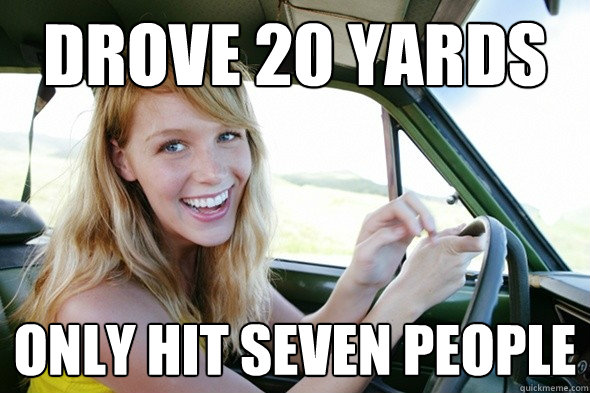 DROVE 20 YARDS
ONLY HIT SEVEN PEOPLE
quickmeme.com